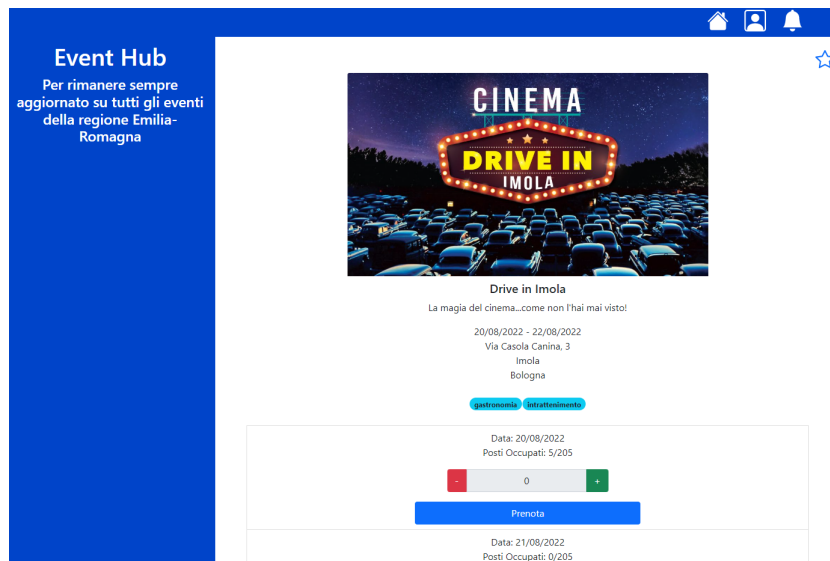 Event Hub
Per rimanere sempre
aggiornato su tutti gli eventi
della regione Emilia-
Romagna
CINEMA
DRIVE IN
IMOLA
Drive in Imola
La magia del cinema...come non l'hai mai visto!
20/08/2022 - 22/08/2022
Via Casola Canina, 3
Imola
Bologna
gastronomia intrattenimento
Data: 20/08/2022
Posti Occupati: 5/205
- 0 +
Prenota
Data: 21/08/2022
Posti Occupati: 0/205